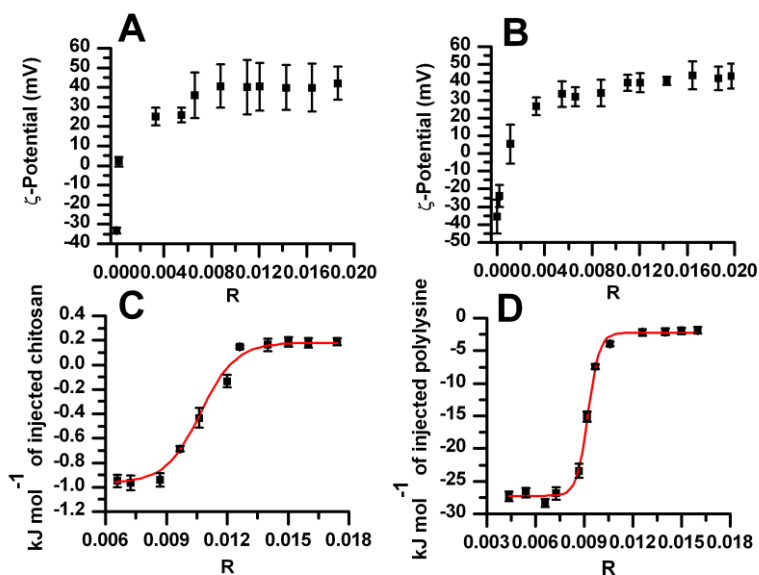 A
60
50
40
30
20
10
0
-10
-20
-30
-40
ζ-Potential (mV)
0.000 0.004 0.008 0.012 0.016 0.020
R
B
60
50
40
30
20
10
0
-10
-20
-30
-40
-50
ζ-Potential (mV)
0.000 0.004 0.008 0.012 0.016 0.020
R
C
0.4
0.2
0.0
-0.2
-0.4
-0.6
-0.8
-1.0
-1.2
kJ mol⁻¹ of injected chitosan
0.006 0.009 0.012 0.015 0.018
R
D
0
-5
-10
-15
-20
-25
-30
kJ mol⁻¹ of injected polylysine
0.003 0.006 0.009 0.012 0.015 0.018
R